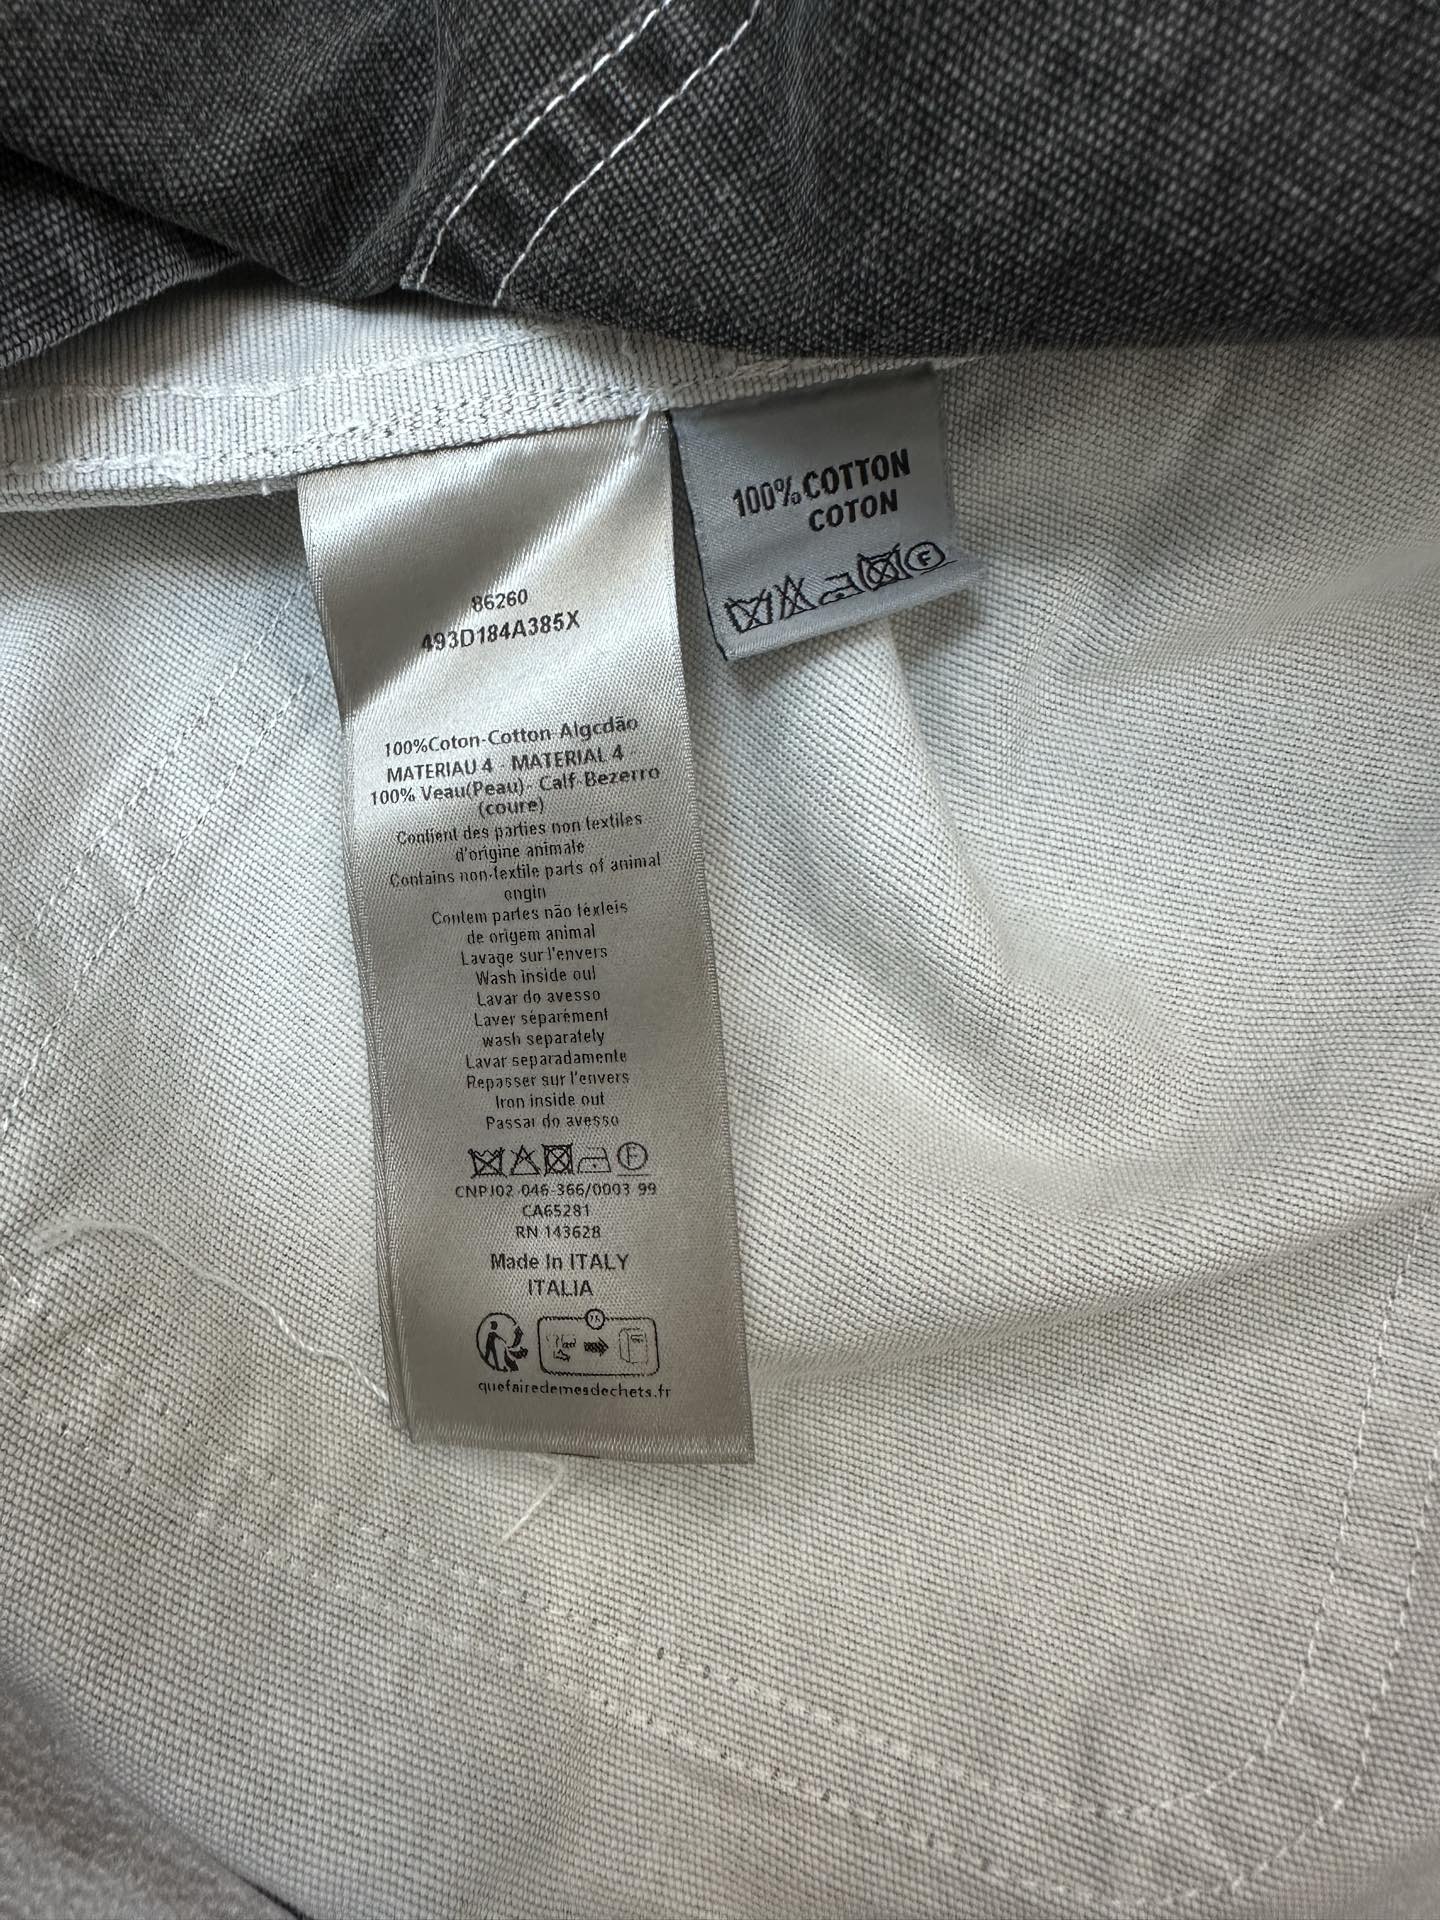 100% COTTON
COTON
F
86260
493D184A385X
100%Coton-Cotton-Algcdão
MATERIAU 4 - MATERIAL 4 -
100% Veau(Peau)- Calf-Bezerro
(coure)
Contient des parties non textiles
d'origine animale
Contains non-textile parts of animal
origin
Contem partes não téxteis
de origem animal
Lavage sur l'envers
Wash inside out
Lavar do avesso
Laver séparément
wash separately
Lavar separadamente
Repasser sur l'envers
Iron inside out
Passar do avesso
F
CNPJ02-046-366/0003 99
CA65281
RN 143628
Made In ITALY
ITALIA
quefairedemesdechets.fr